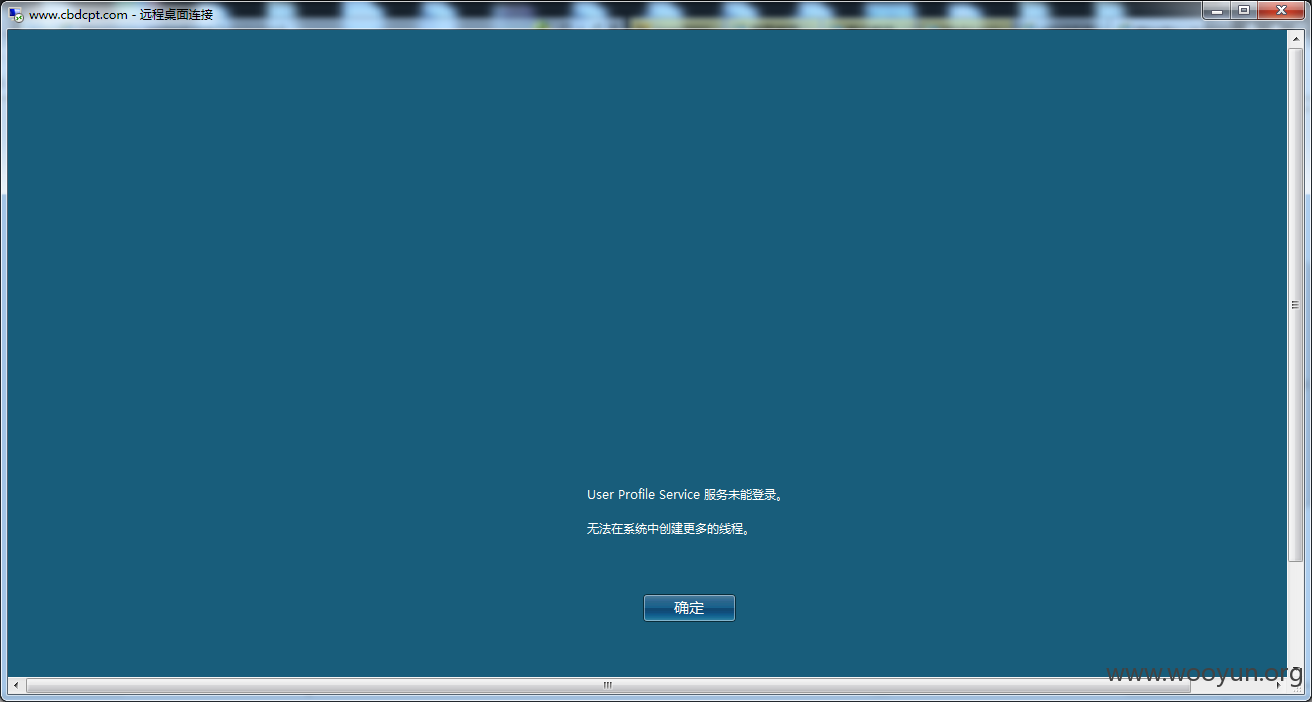 www.cbdcpt.com - 远程桌面连接
User Profile Service 服务未能登录。
无法在系统中创建更多的线程。
确定
www.wooyun.org